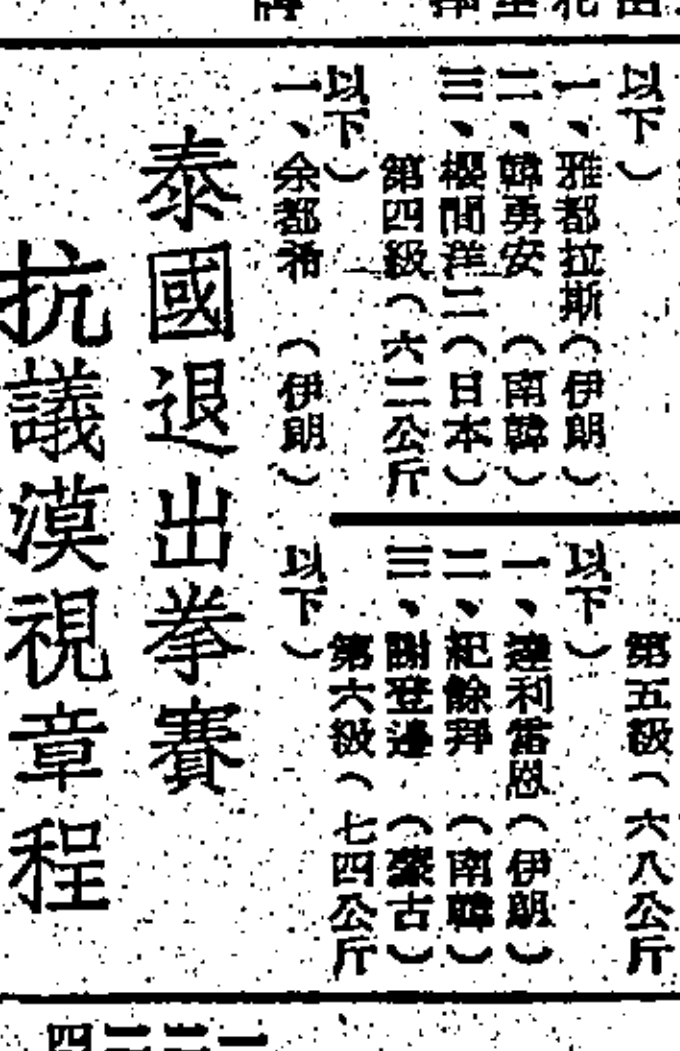 以下）
一、雅都拉斯（伊朗）
二、韓勇安（南韓）
三、櫻間洋二（日本）
第四級（六二公斤
以下）
一、余都希（伊朗）
第五級（六八公斤
以下）
一、達利雷恩（伊朗）
二、紀餘拜（南韓）
三、謝登邊（蒙古）
第六級（七四公斤
以下）
泰國退出拳賽
抗議漠視章程